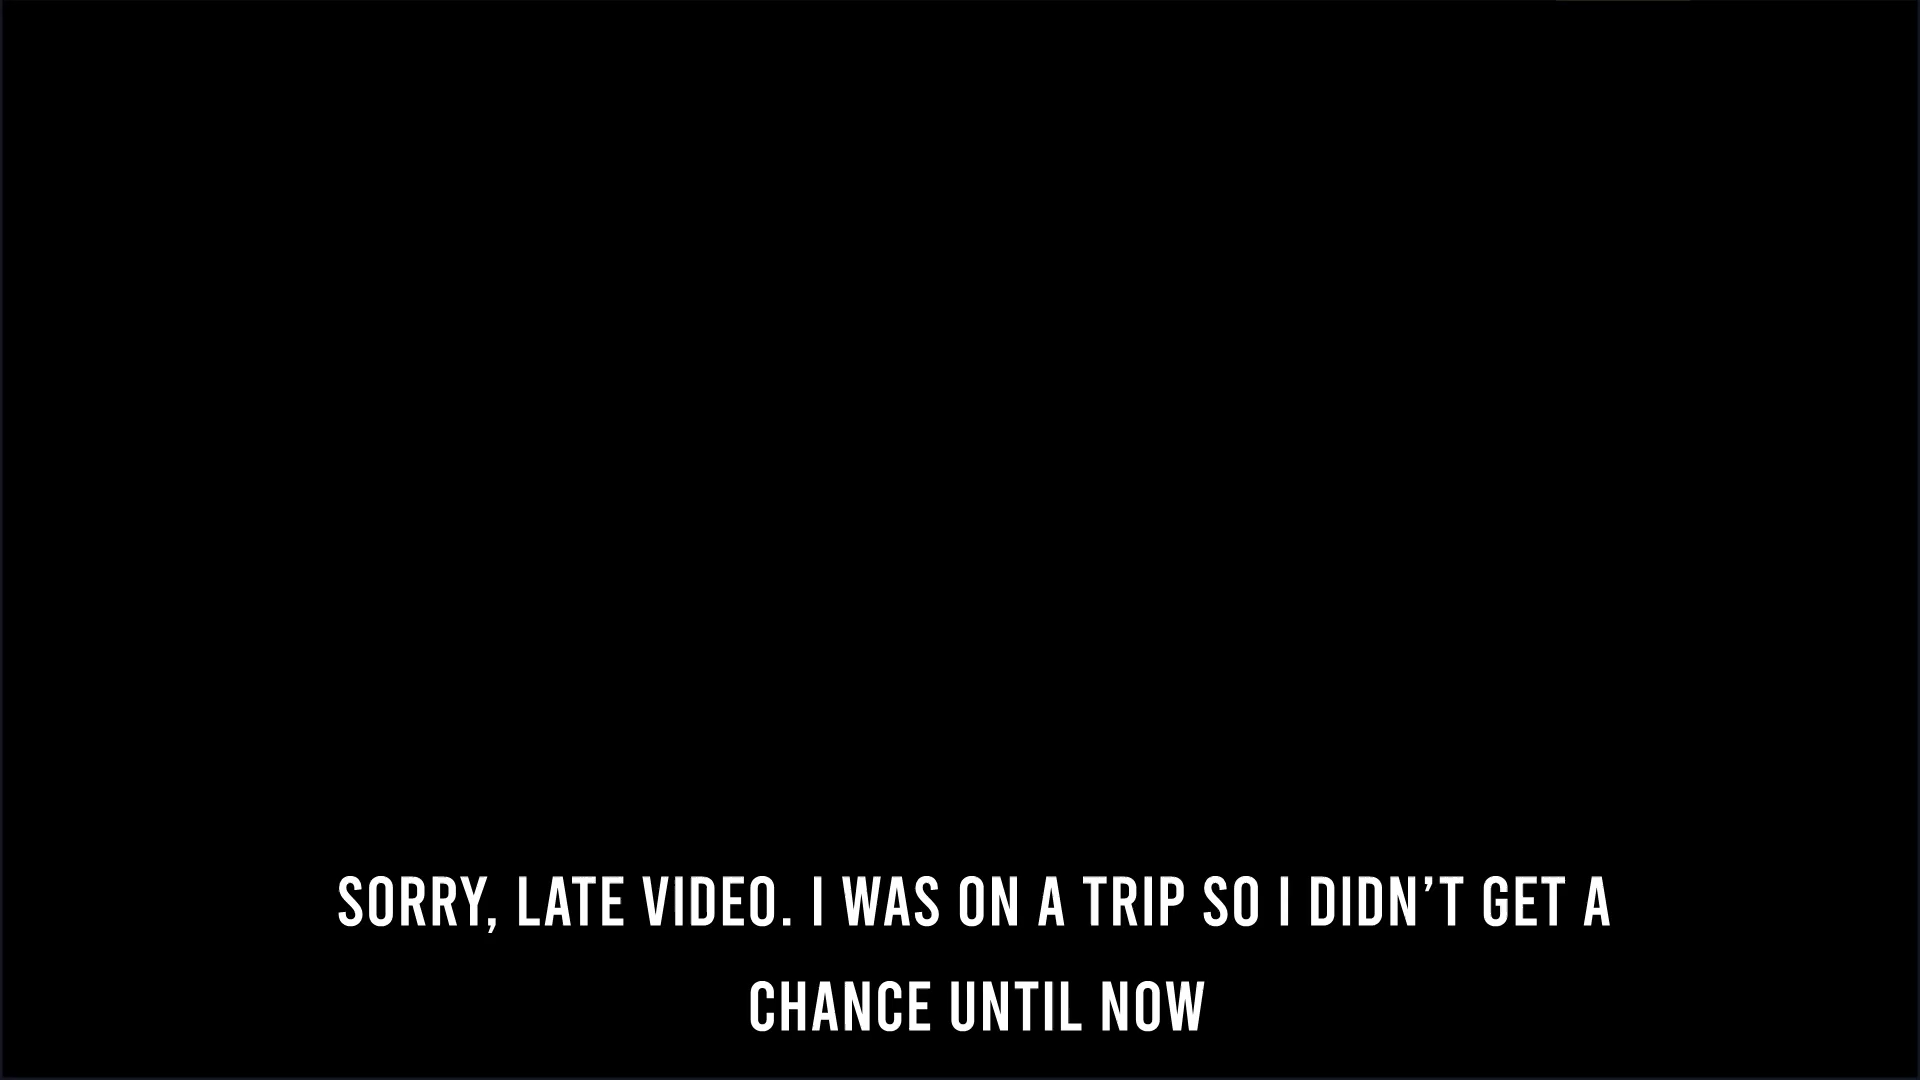 SORRY, LATE VIDEO. I WAS ON A TRIP SO I DIDN’T GET A
CHANCE UNTIL NOW